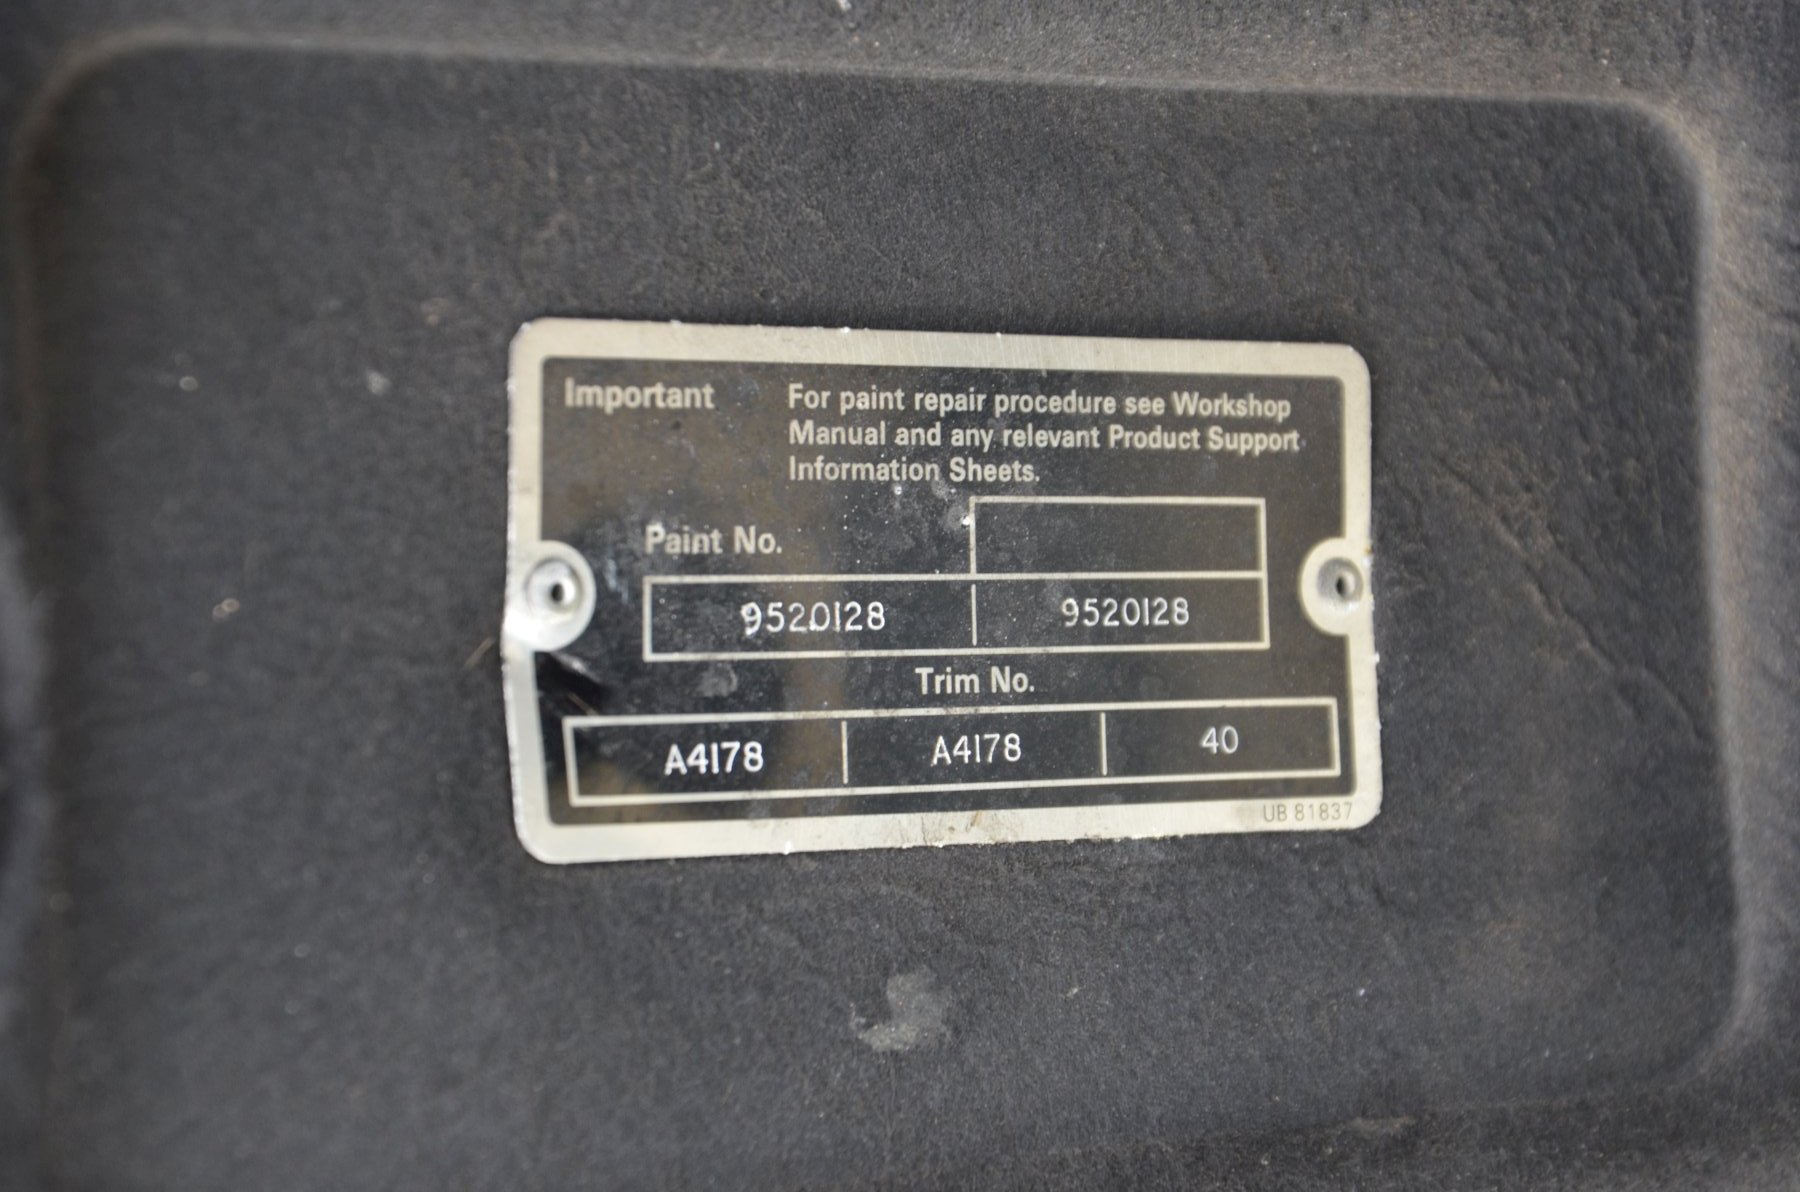 Important
For paint repair procedure see Workshop
Manual and any relevant Product Support
Information Sheets.
Paint No.
9520128 9520128
Trim No.
A4178 A4178 40
UB 81837